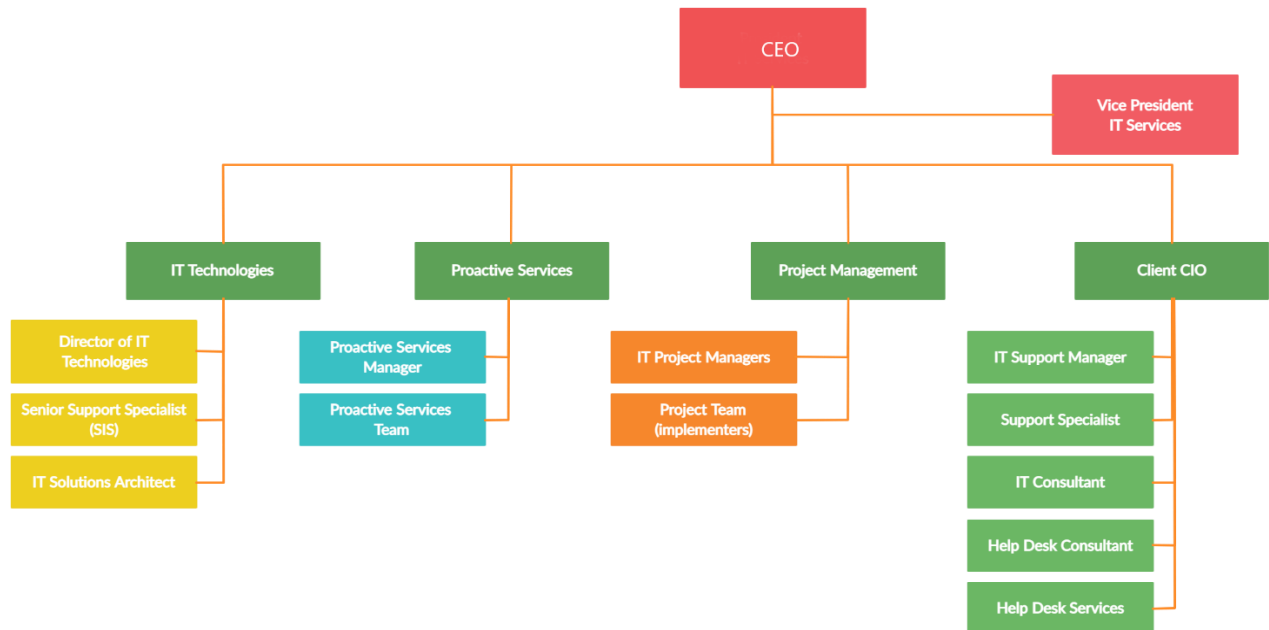 CEO
Vice President
IT Services
IT Technologies
Proactive Services
Project Management
Client CIO
Director of IT
Technologies
Senior Support Specialist
(SIS)
IT Solutions Architect
Proactive Services
Manager
Proactive Services
Team
IT Project Managers
Project Team
(implementers)
IT Support Manager
Support Specialist
IT Consultant
Help Desk Consultant
Help Desk Services